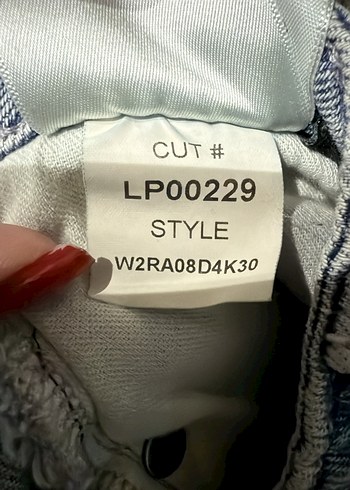 CUT #
LP00229
STYLE
W2RA08D4K30